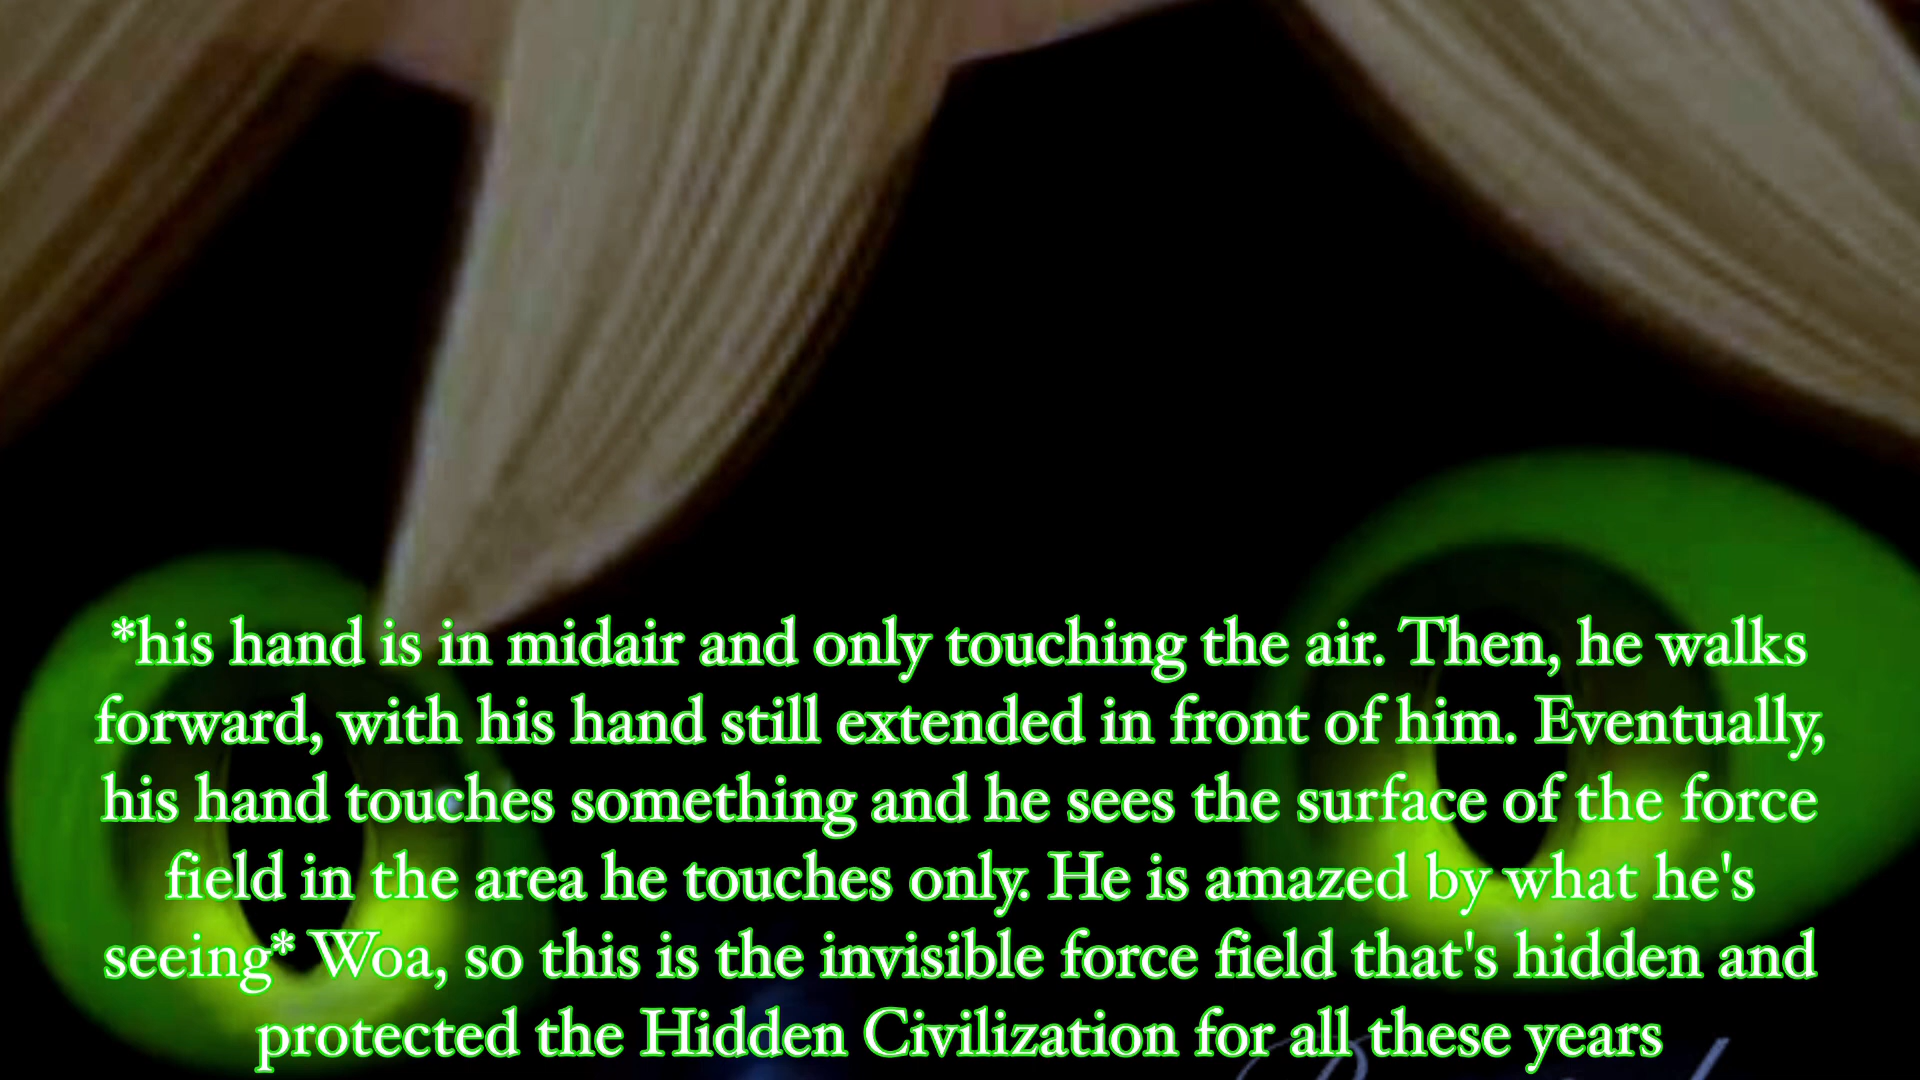 *his hand is in midair and only touching the air. Then, he walks
forward, with his hand still extended in front of him. Eventually,
his hand touches something and he sees the surface of the force
field in the area he touches only. He is amazed by what he's
seeing* Woa, so this is the invisible force field that's hidden and
protected the Hidden Civilization for all these years